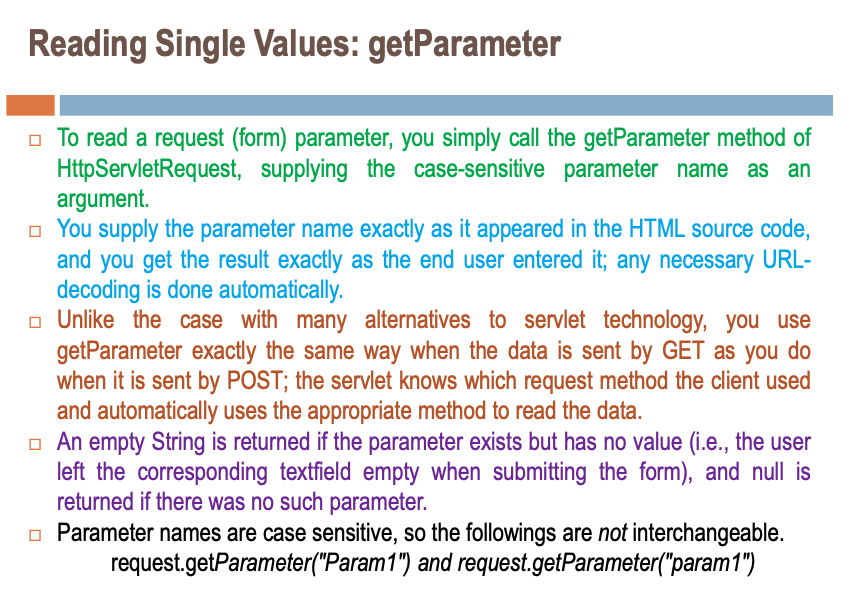 Reading Single Values: getParameter
To read a request (form) parameter, you simply call the getParameter method of
HttpServletRequest, supplying the case-sensitive parameter name as an
argument.
You supply the parameter name exactly as it appeared in the HTML source code,
and you get the result exactly as the end user entered it; any necessary URL-
decoding is done automatically.
Unlike the case with many alternatives to servlet technology, you use
getParameter exactly the same way when the data is sent by GET as you do
when it is sent by POST; the servlet knows which request method the client used
and automatically uses the appropriate method to read the data.
An empty String is returned if the parameter exists but has no value (i.e., the user
left the corresponding textfield empty when submitting the form), and null is
returned if there was no such parameter.
Parameter names are case sensitive, so the followings are not interchangeable.
request.getParameter("Param1") and request.getParameter("param1")